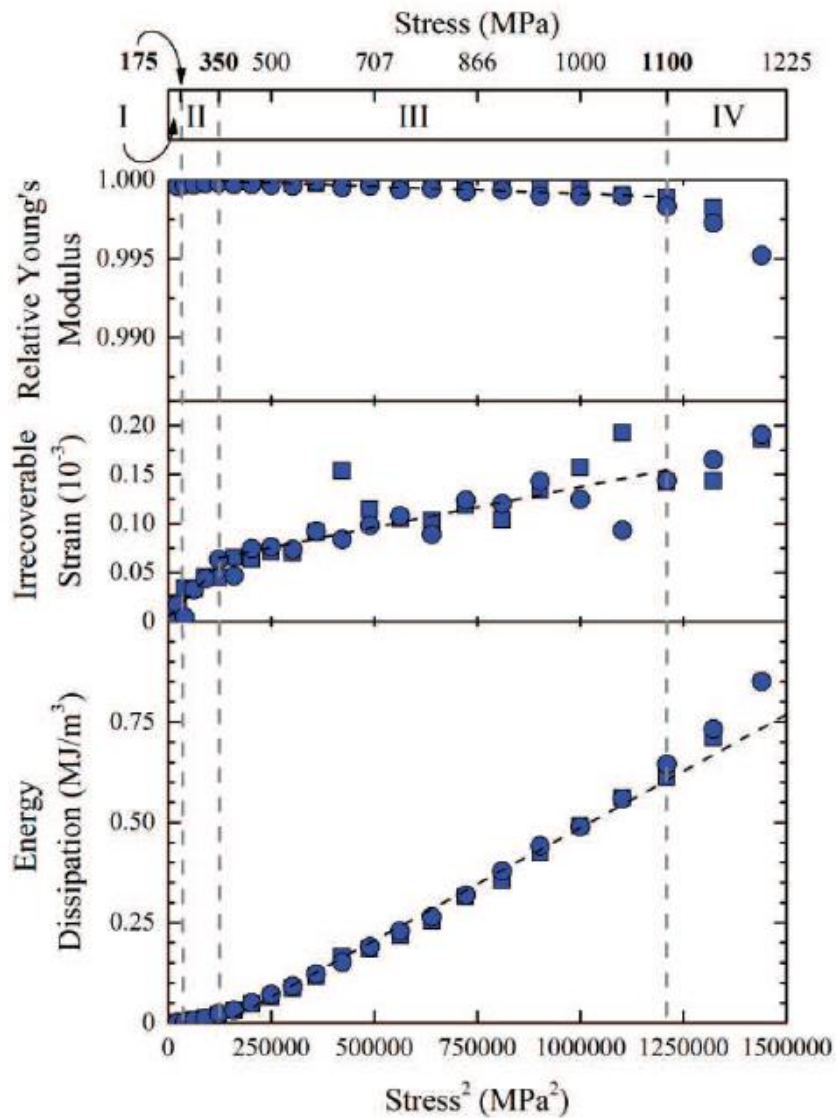 Stress (MPa)
175 350 500 707 866 1000 1100 1225
I II III IV
Relative Young's
Modulus
1.000
0.995
0.990
Irrecoverable
Strain (10⁻³)
0.20
0.15
0.10
0.05
0
Energy
Dissipation (MJ/m³)
0.75
0.50
0.25
0
0 250000 500000 750000 1000000 1250000 1500000
Stress² (MPa²)